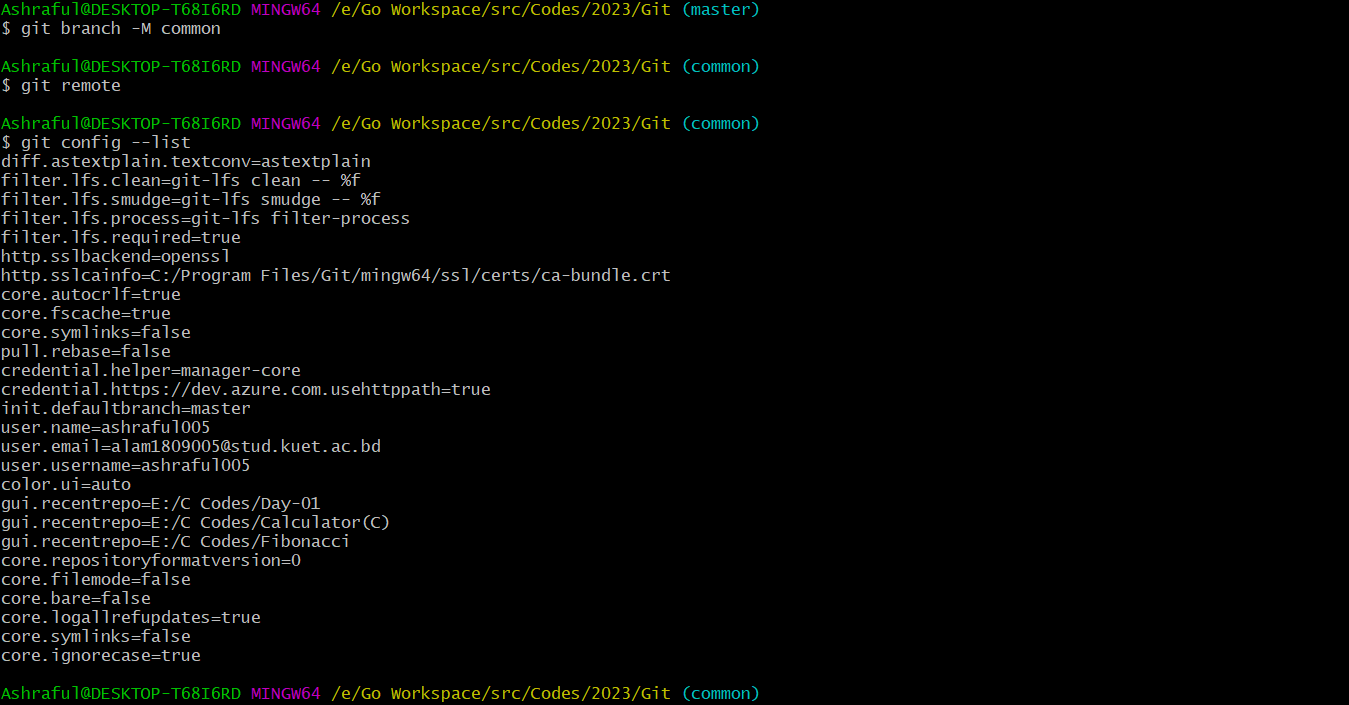 Ashraful@DESKTOP-T68I6RD MINGW64 /e/Go Workspace/src/Codes/2023/Git (master)
$ git branch -M common
Ashraful@DESKTOP-T68I6RD MINGW64 /e/Go Workspace/src/Codes/2023/Git (common)
$ git remote
Ashraful@DESKTOP-T68I6RD MINGW64 /e/Go Workspace/src/Codes/2023/Git (common)
$ git config --list
diff.astextplain.textconv=astextplain
filter.lfs.clean=git-lfs clean -- %f
filter.lfs.smudge=git-lfs smudge -- %f
filter.lfs.process=git-lfs filter-process
filter.lfs.required=true
http.sslbackend=openssl
http.sslcainfo=C:/Program Files/Git/mingw64/ssl/certs/ca-bundle.crt
core.autocrlf=true
core.fscache=true
core.symlinks=false
pull.rebase=false
credential.helper=manager-core
credential.https://dev.azure.com.usehttppath=true
init.defaultbranch=master
user.name=ashraful005
user.email=alam1809005@stud.kuet.ac.bd
user.username=ashraful005
color.ui=auto
gui.recentrepo=E:/C Codes/Day-01
gui.recentrepo=E:/C Codes/Calculator(C)
gui.recentrepo=E:/C Codes/Fibonacci
core.repositoryformatversion=0
core.filemode=false
core.bare=false
core.logallrefupdates=true
core.symlinks=false
core.ignorecase=true
Ashraful@DESKTOP-T68I6RD MINGW64 /e/Go Workspace/src/Codes/2023/Git (common)